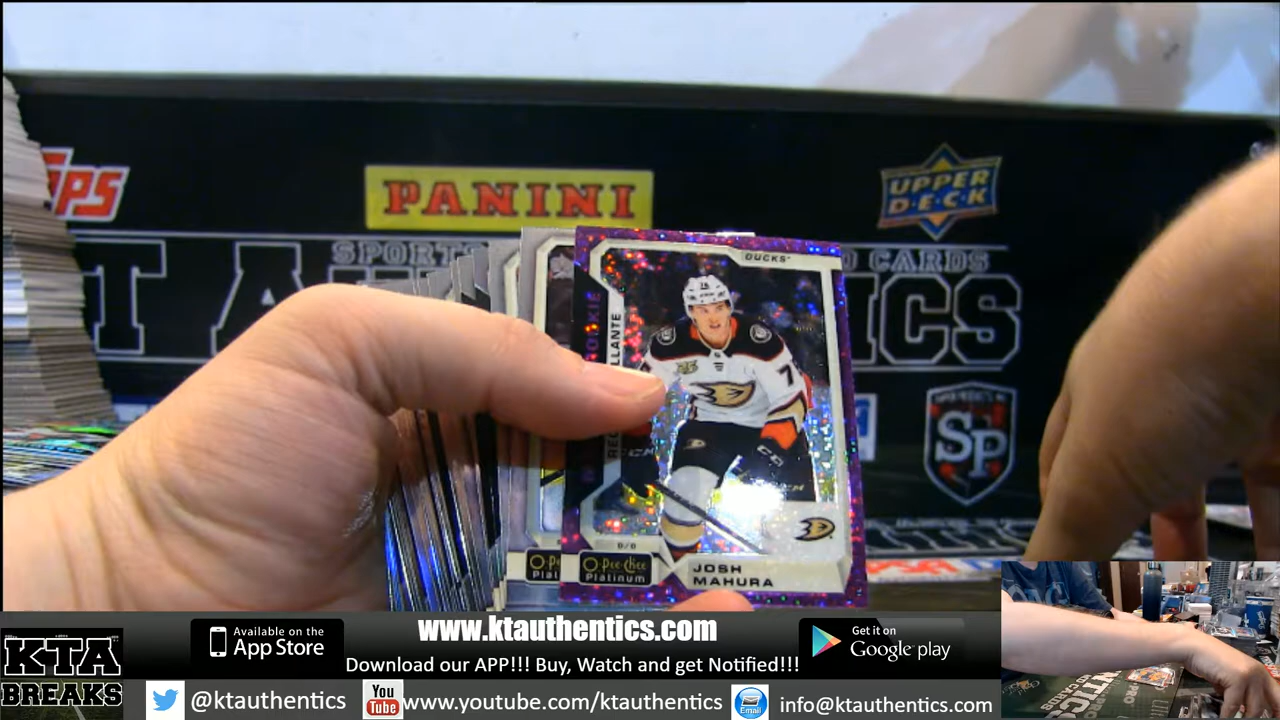 PANINI
UPPER
D·E·C·K
SPORTS
CARDS
SP
DUCKS
O-Pee-Chee
Platinum
JOSH
MAHURA
KTA
BREAKS
www.ktauthentics.com
Available on the
App Store
Download our APP!!! Buy, Watch and get Notified!!!
Get it on
Google play
@ktauthentics
You
Tube
www.youtube.com/ktauthentics
Email
info@ktauthentics.com